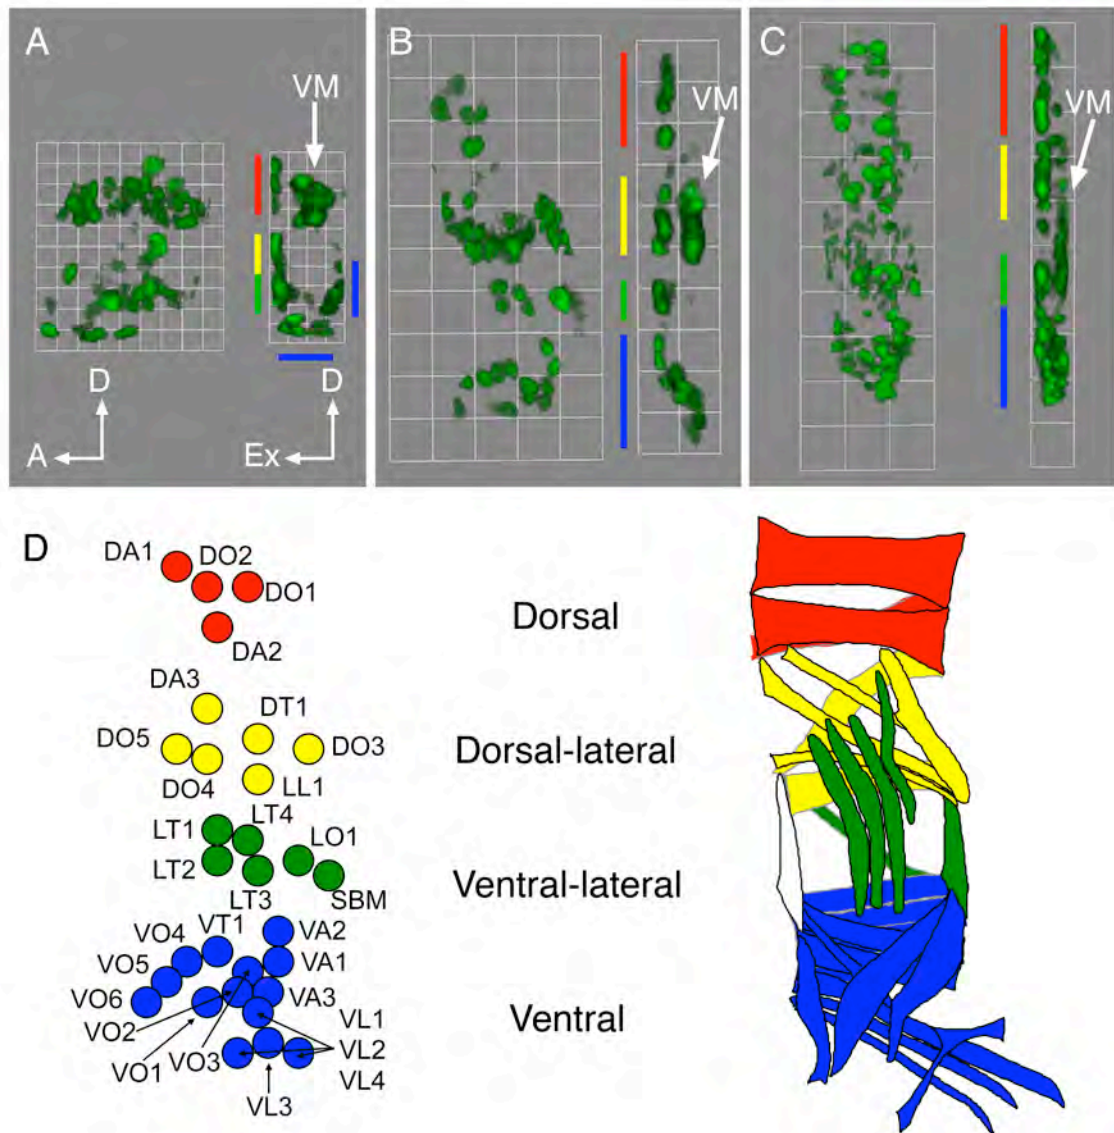 A
VM
D
A
D
Ex
B
VM
C
VM
D
DA1
DO2
DO1
DA2
Dorsal
DA3
DT1
DO5
DO3
DO4
LL1
Dorsal-lateral
LT4
LT1
LO1
LT2
LT3
SBM
Ventral-lateral
VT1
VA2
VO4
VO5
VA1
VO6
VA3
VO2
VL1
VO3
VL2
VO1
VL4
VL3
Ventral